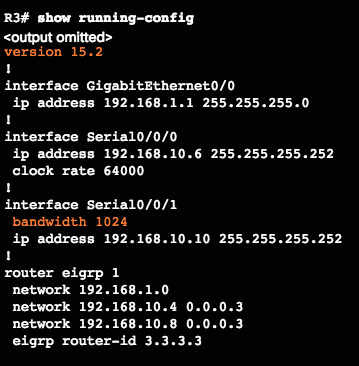 R3# show running-config
<output omitted>
version 15.2
!
interface GigabitEthernet0/0
 ip address 192.168.1.1 255.255.255.0
!
interface Serial0/0/0
 ip address 192.168.10.6 255.255.255.252
 clock rate 64000
!
interface Serial0/0/1
 bandwidth 1024
 ip address 192.168.10.10 255.255.255.252
!
router eigrp 1
 network 192.168.1.0
 network 192.168.10.4 0.0.0.3
 network 192.168.10.8 0.0.0.3
 eigrp router-id 3.3.3.3